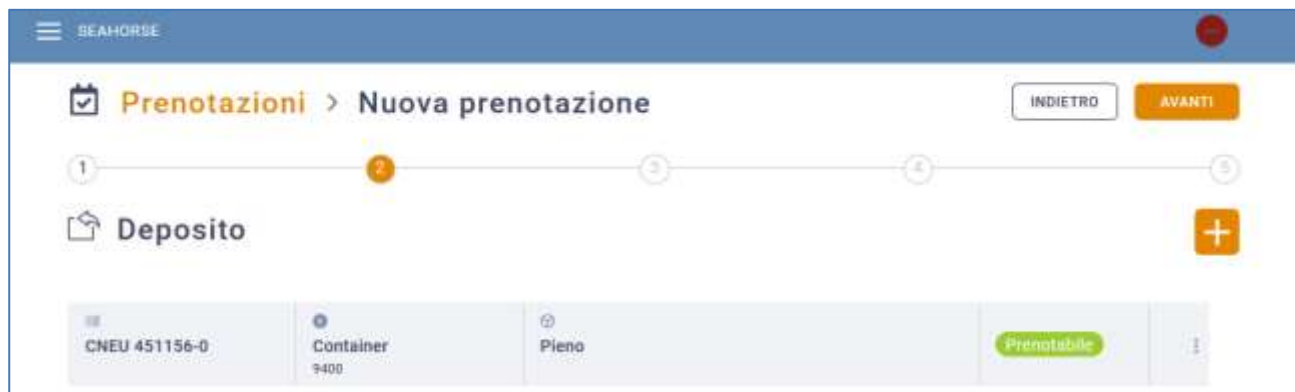 SEAHORSE
Prenotazioni > Nuova prenotazione
INDIETRO
AVANTI
1
2
3
4
5
Deposito
CNEU 451156-0
Container
9400
Pieno
Prenotabile